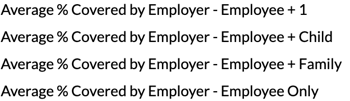 Average % Covered by Employer - Employee + 1
Average % Covered by Employer - Employee + Child
Average % Covered by Employer - Employee + Family
Average % Covered by Employer - Employee Only